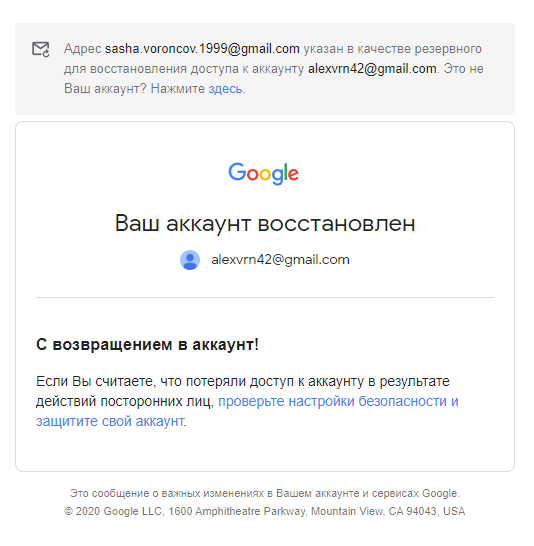 Адрес sasha.voroncov.1999@gmail.com указан в качестве резервного
для восстановления доступа к аккаунту alexvrn42@gmail.com. Это не
Ваш аккаунт? Нажмите здесь.
Google
Ваш аккаунт восстановлен
alexvrn42@gmail.com
С возвращением в аккаунт!
Если Вы считаете, что потеряли доступ к аккаунту в результате
действий посторонних лиц, проверьте настройки безопасности и
защитите свой аккаунт.
Это сообщение о важных изменениях в Вашем аккаунте и сервисах Google.
© 2020 Google LLC, 1600 Amphitheatre Parkway, Mountain View, CA 94043, USA